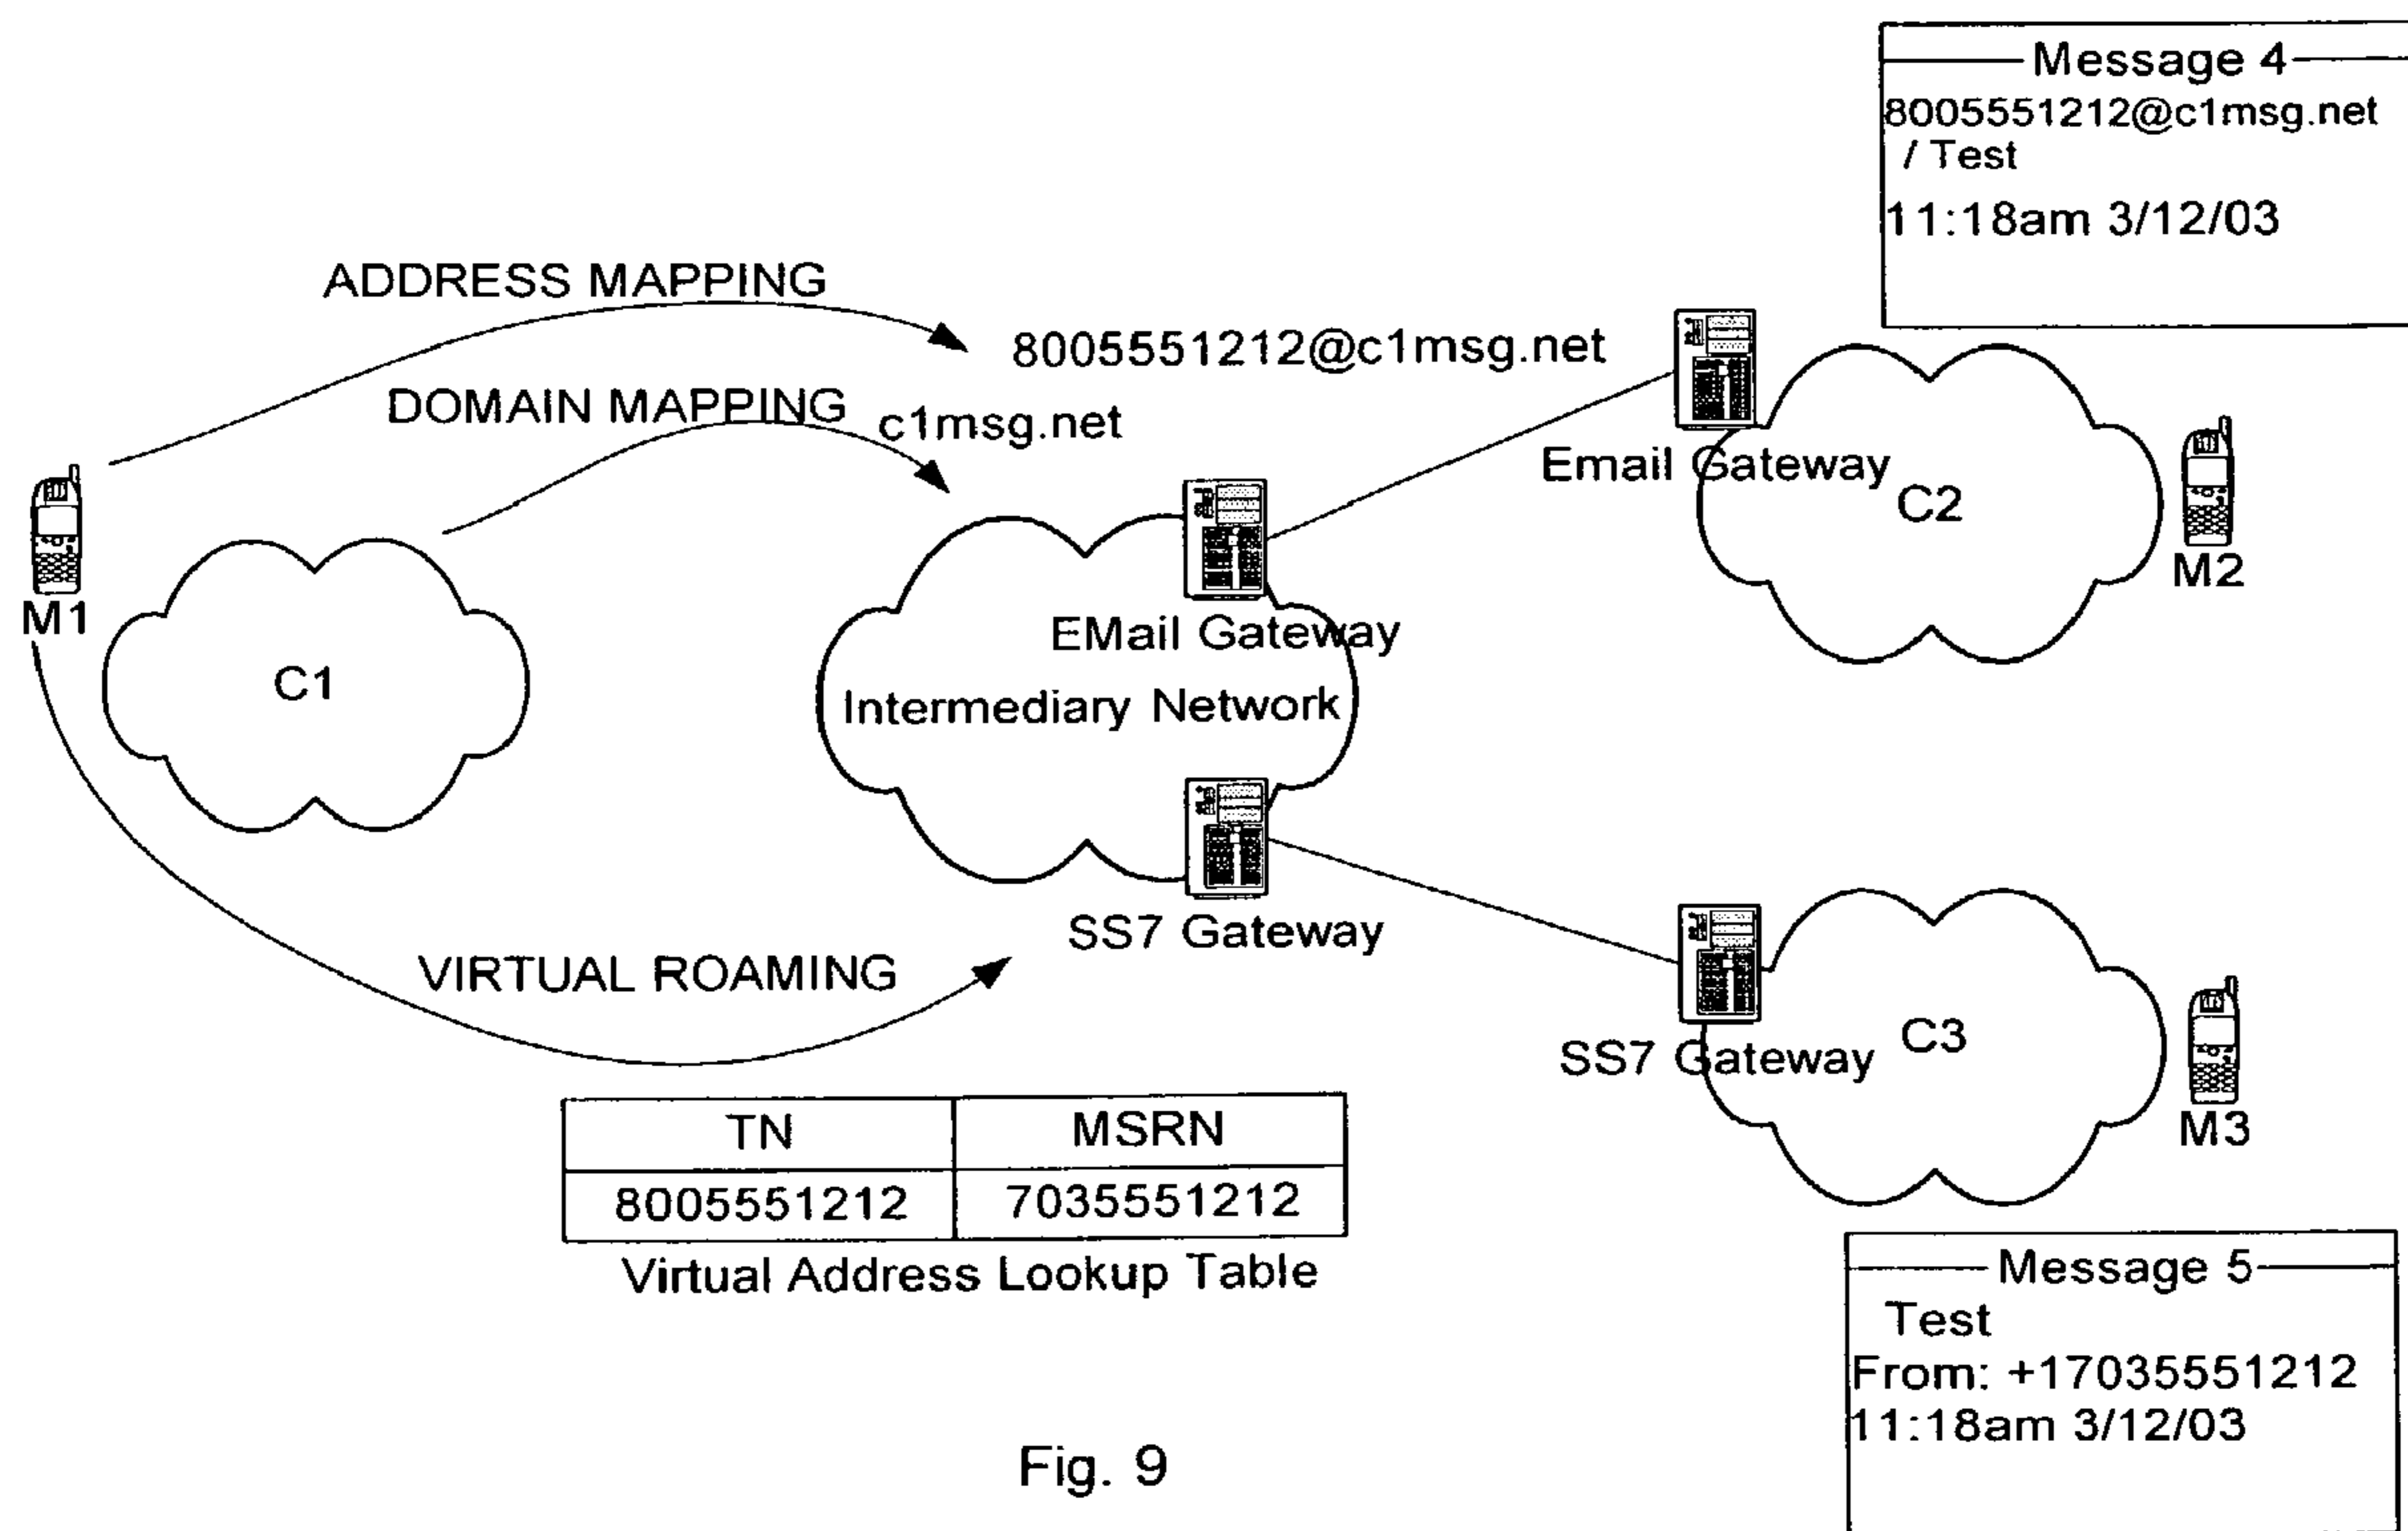 Message 4
8005551212@c1msg.net
/ Test
11:18am 3/12/03
ADDRESS MAPPING
8005551212@c1msg.net
DOMAIN MAPPING
c1msg.net
Email Gateway
C2
M2
M1
C1
EMail Gateway
Intermediary Network
SS7 Gateway
VIRTUAL ROAMING
SS7 Gateway
C3
M3
TN MSRN
8005551212 7035551212
Virtual Address Lookup Table
Message 5
Test
From: +17035551212
11:18am 3/12/03
Fig. 9